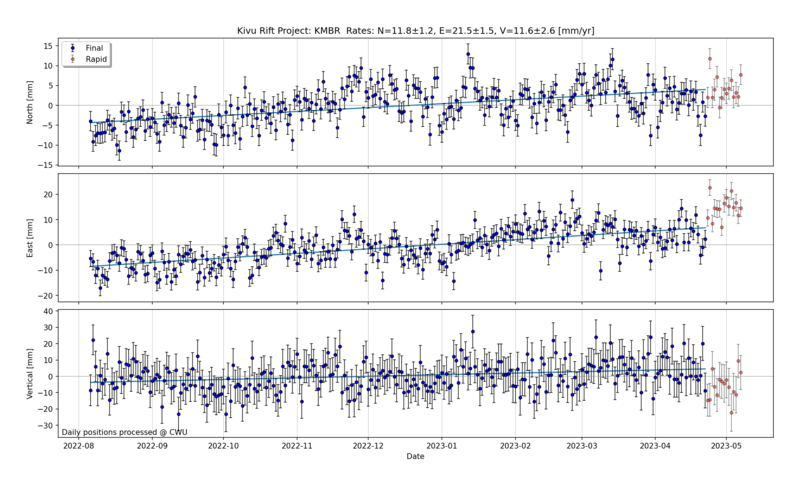 Kivu Rift Project: KMBR Rates: N=11.8±1.2, E=21.5±1.5, V=11.6±2.6 [mm/yr]
Final
Rapid
North [mm]
15
10
5
0
−5
−10
−15
East [mm]
20
10
0
−10
−20
Vertical [mm]
40
30
20
10
0
−10
−20
−30
Daily positions processed @ CWU
2022-08 2022-09 2022-10 2022-11 2022-12 2023-01 2023-02 2023-03 2023-04 2023-05
Date